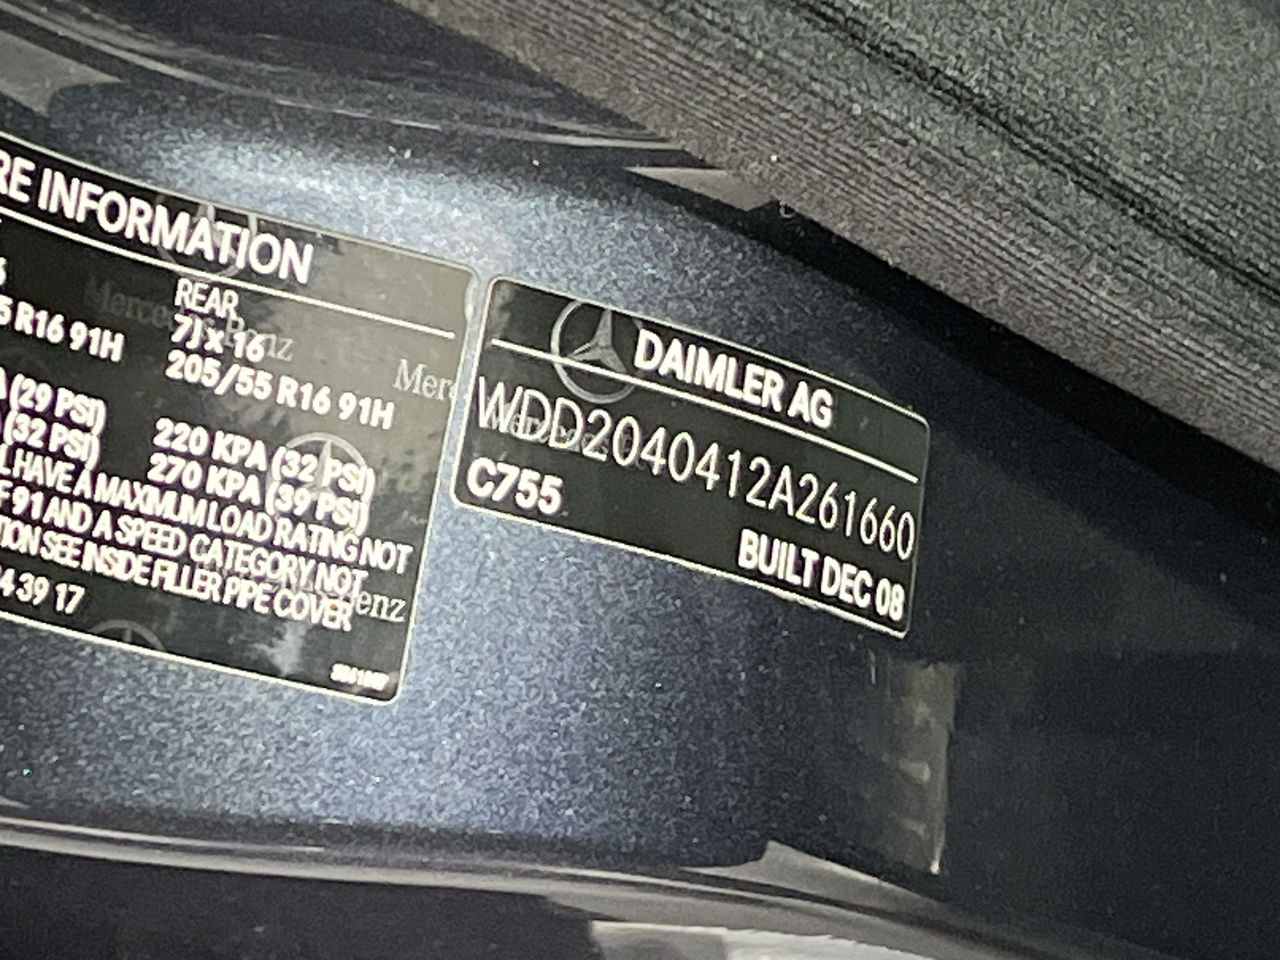 RE INFORMATION
REAR
7J x 16
5 R16 91H
205/55 R16 91H
(29 PSI)
220 KPA (32 PSI)
(32 PSI)
270 KPA (39 PSI)
L HAVE A MAXIMUM LOAD RATING NOT
F 91 AND A SPEED CATEGORY NOT
TION SEE INSIDE FILLER PIPE COVER
4 39 17
DAIMLER AG
WDD2040412A261660
C755
BUILT DEC 08